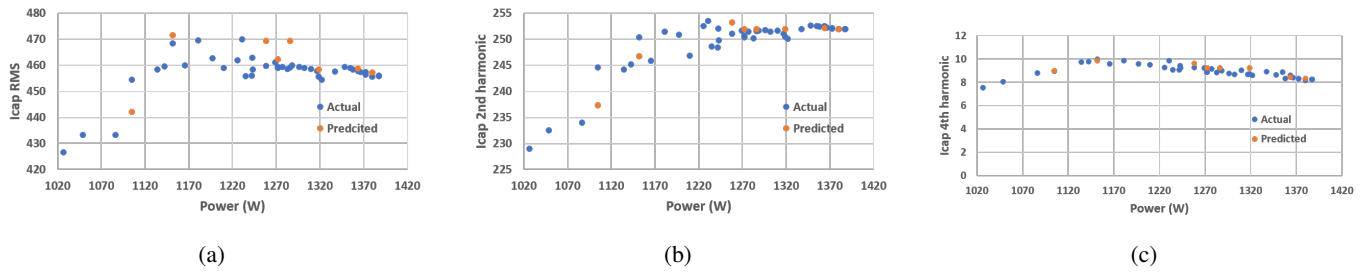 480
470
460
450
440
430
420
Icap RMS
Actual
Predcited
1020 1070 1120 1170 1220 1270 1320 1370 1420
Power (W)
(a)
255
250
245
240
235
230
225
Icap 2nd harmonic
Actual
Predicted
1020 1070 1120 1170 1220 1270 1320 1370 1420
Power (W)
(b)
12
10
8
6
4
2
0
Icap 4th harmonic
Actual
Predicted
1020 1070 1120 1170 1220 1270 1320 1370 1420
Power (W)
(c)